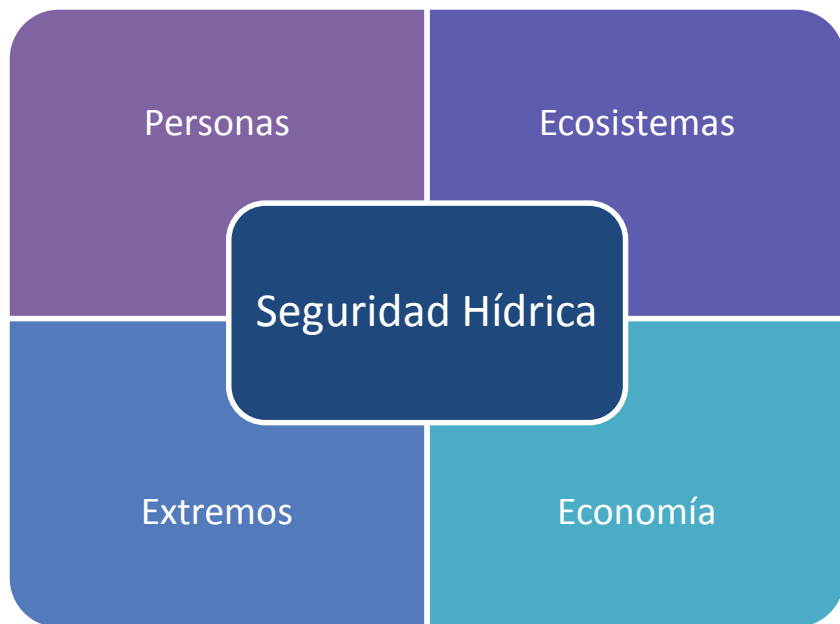 Personas
Ecosistemas
Seguridad Hídrica
Extremos
Economía